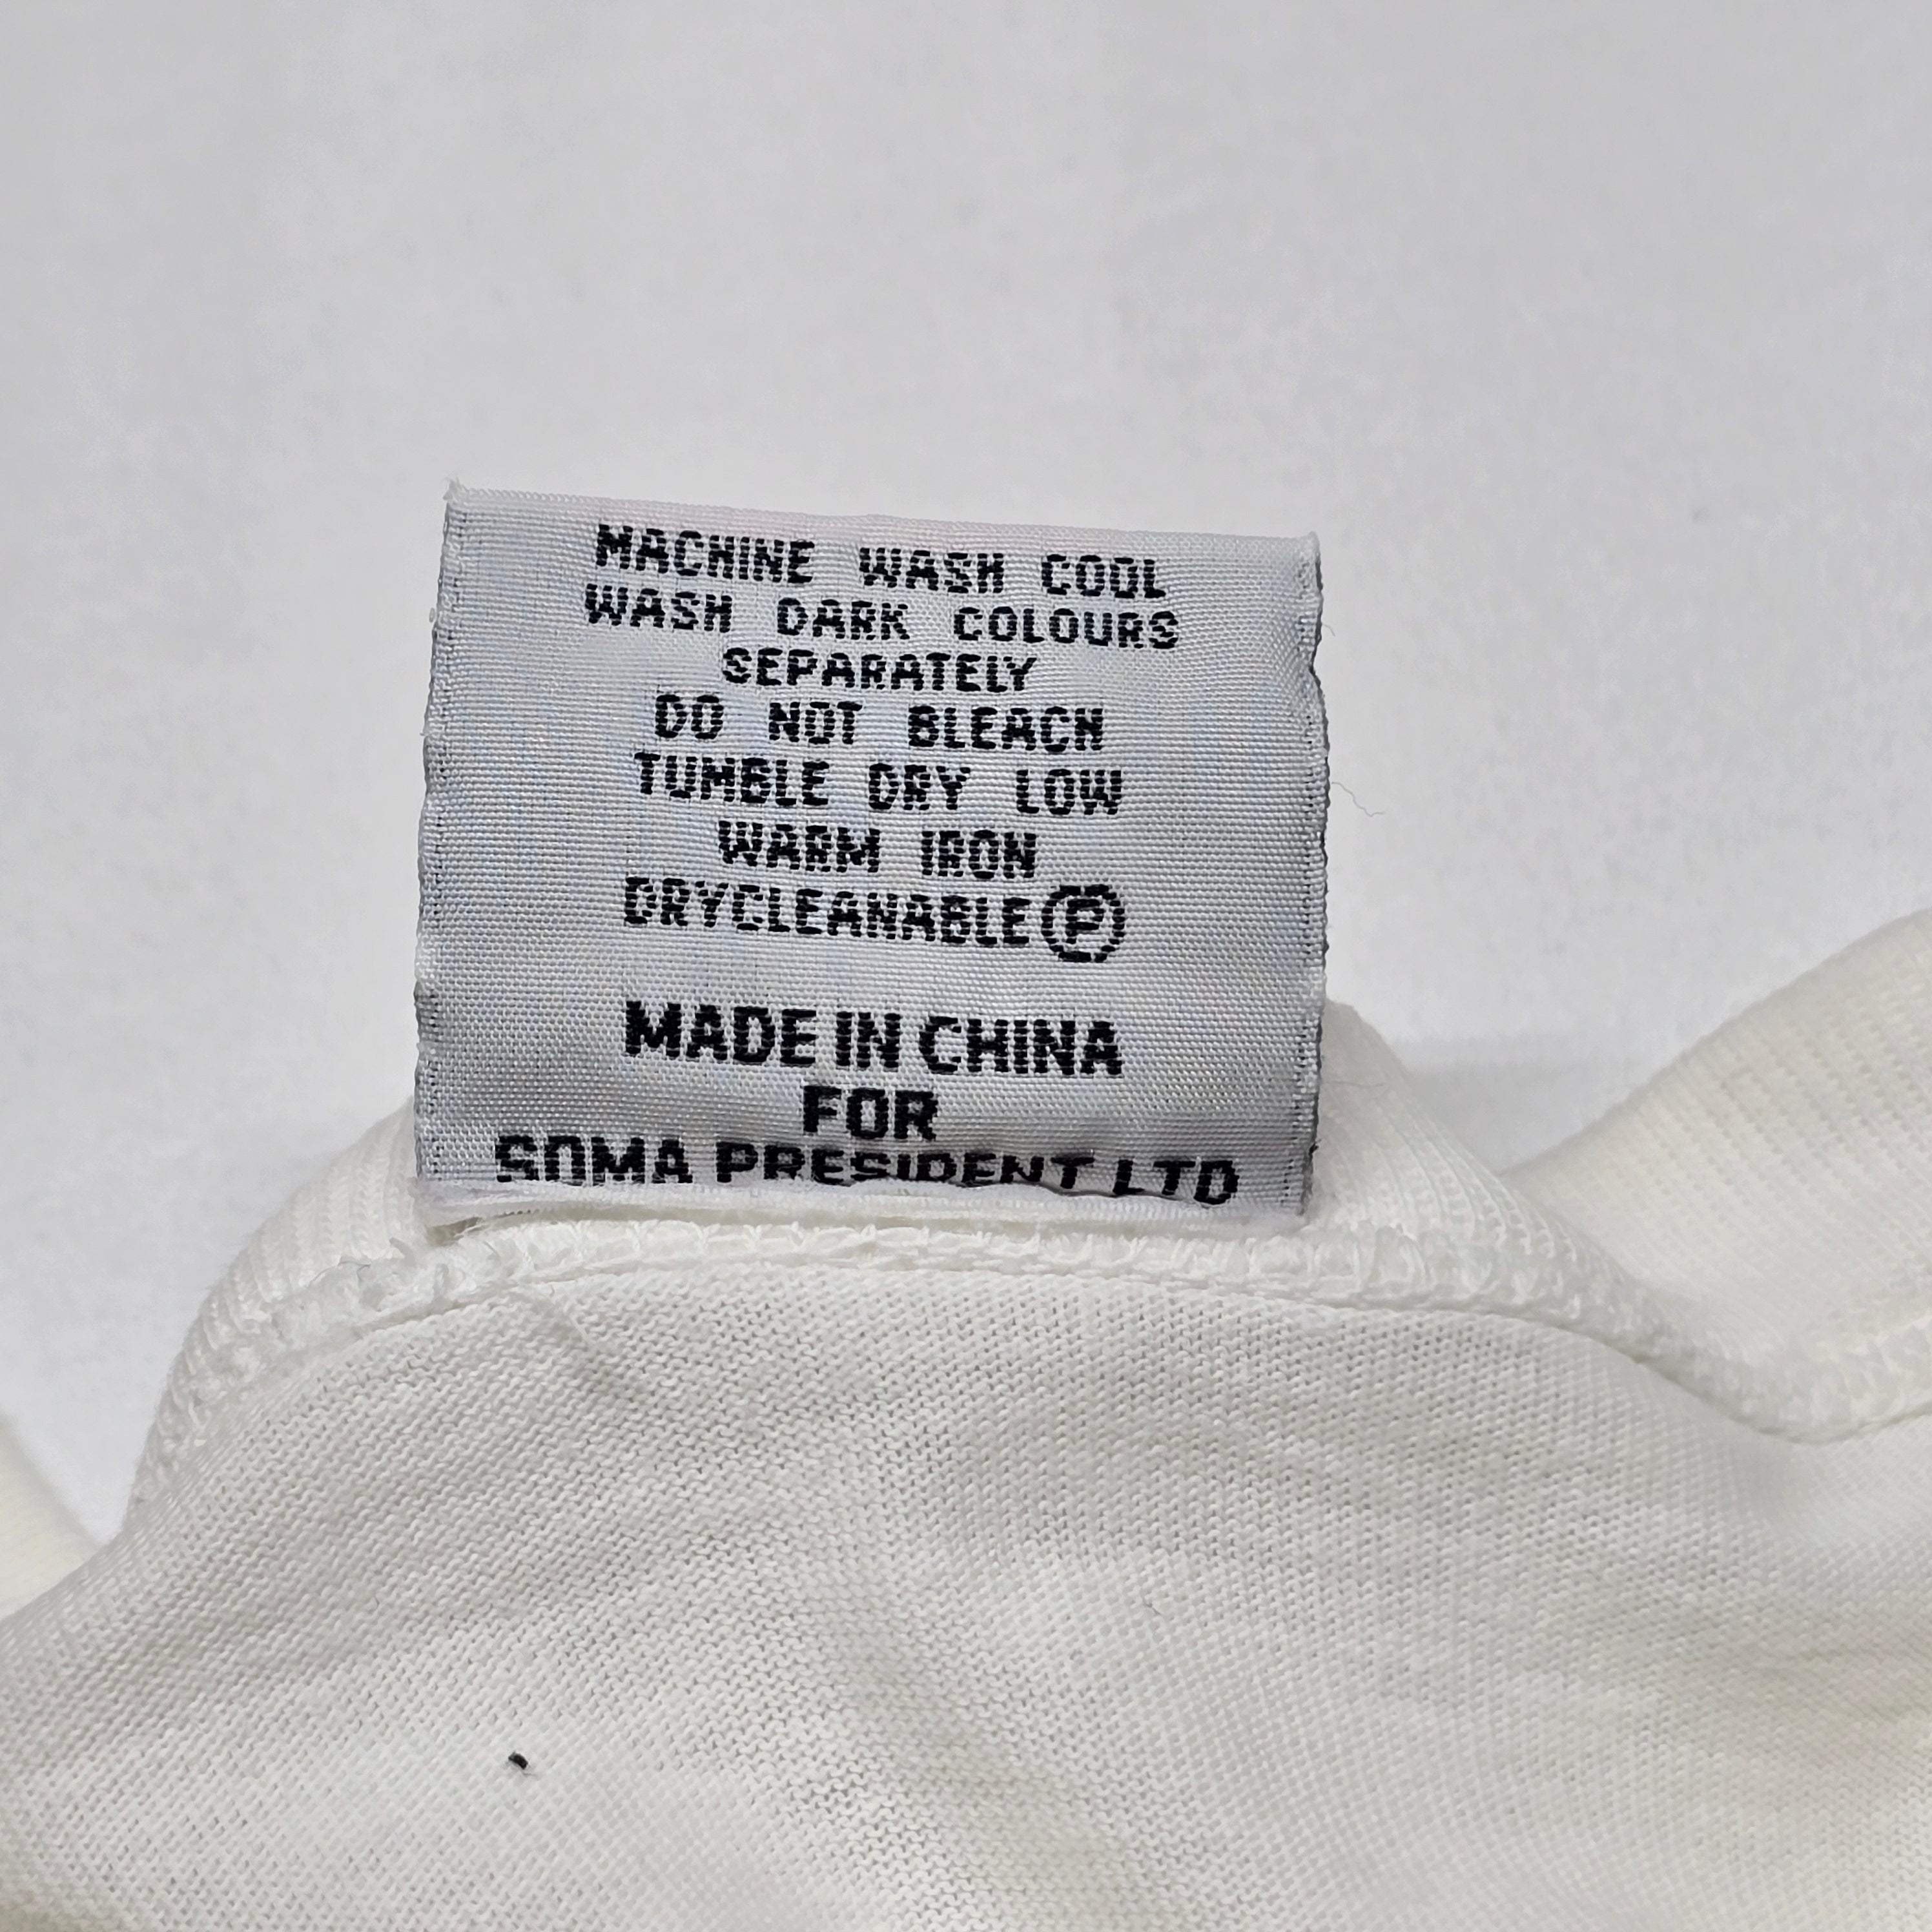 MACHINE WASH COOL
WASH DARK COLOURS
SEPARATELY
DO NOT BLEACH
TUMBLE DRY LOW
WARM IRON
DRYCLEANABLE Ⓟ
MADE IN CHINA
FOR
SOMA PRESIDENT LTD